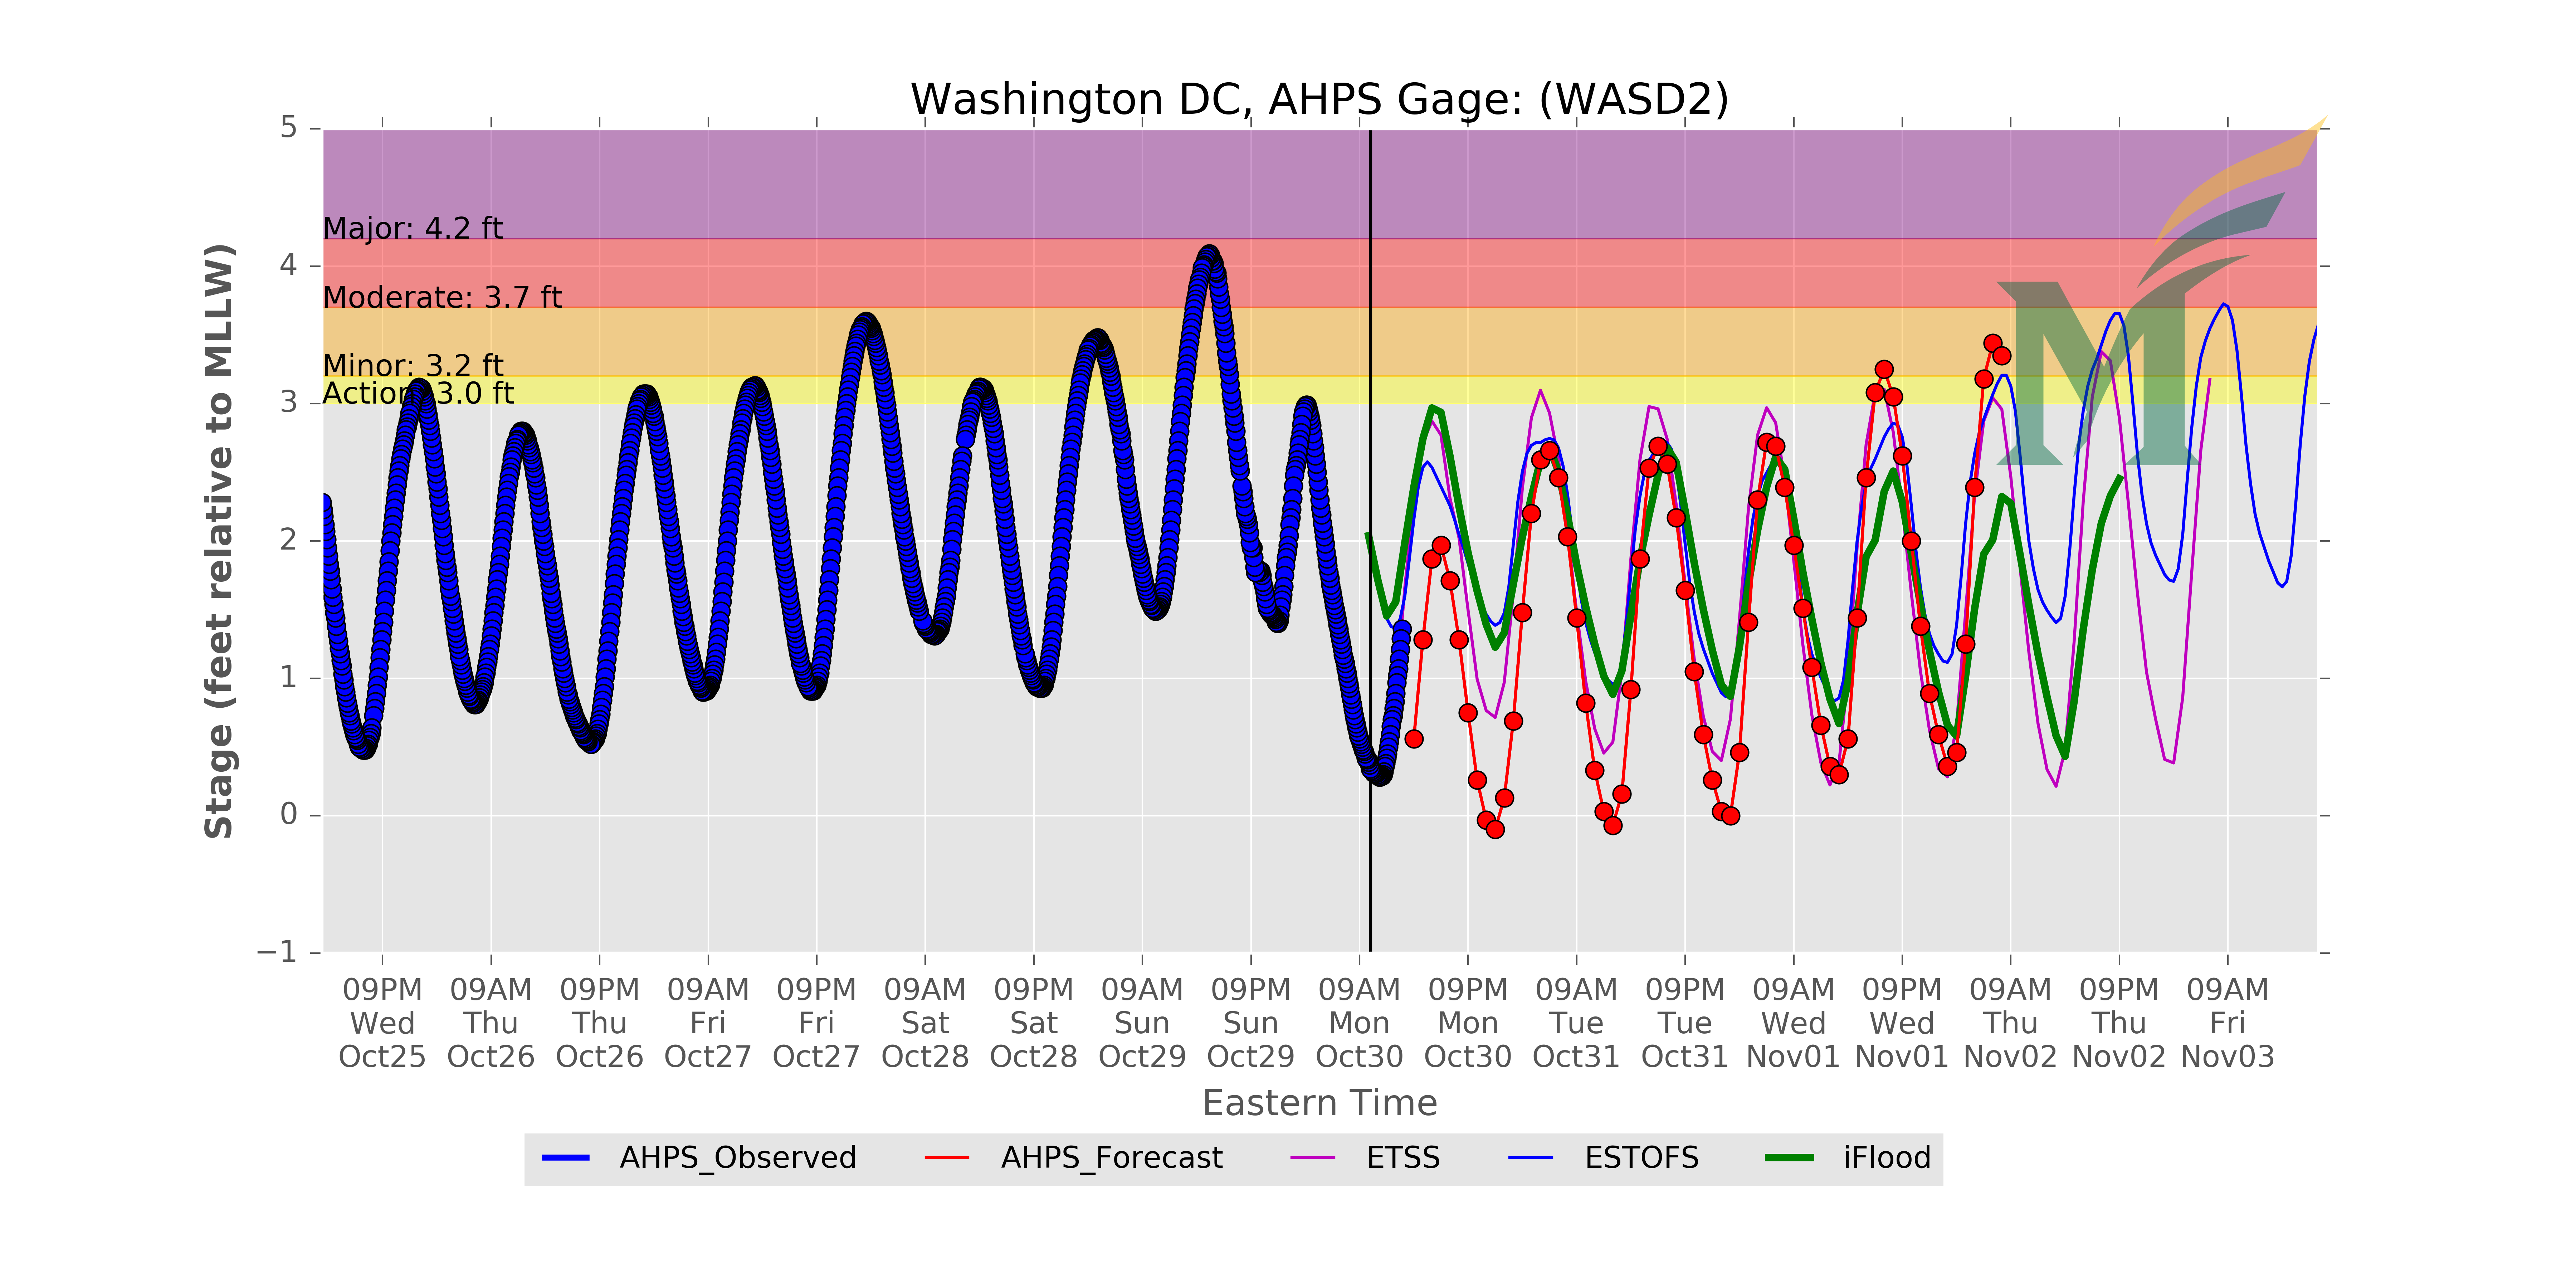 Washington DC, AHPS Gage: (WASD2)
5
Major: 4.2 ft
4
Moderate: 3.7 ft
Minor: 3.2 ft
Action: 3.0 ft
3
2
1
0
−1
Stage (feet relative to MLLW)
09PM 09AM 09PM 09AM 09PM 09AM 09PM 09AM 09PM 09AM 09PM 09AM 09PM 09AM 09PM 09AM 09PM 09AM
Wed Thu Thu Fri Fri Sat Sat Sun Sun Mon Mon Tue Tue Wed Wed Thu Thu Fri
Oct25 Oct26 Oct26 Oct27 Oct27 Oct28 Oct28 Oct29 Oct29 Oct30 Oct30 Oct31 Oct31 Nov01 Nov01 Nov02 Nov02 Nov03
Eastern Time
AHPS_Observed AHPS_Forecast ETSS ESTOFS iFlood
M